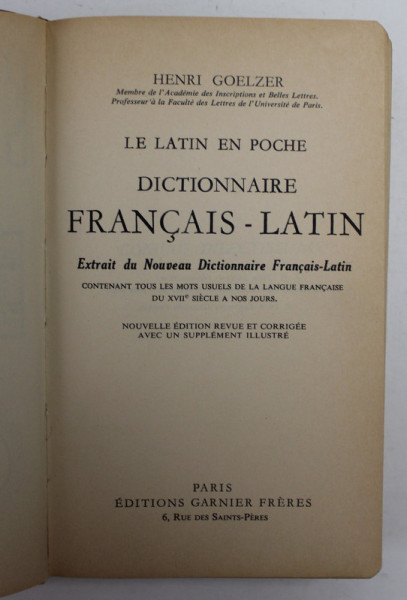 HENRI GOELZER
Membre de l'Académie des Inscriptions et Belles Lettres.
Professeur à la Faculté des Lettres de l'Université de Paris.
LE LATIN EN POCHE
DICTIONNAIRE
FRANÇAIS - LATIN
Extrait du Nouveau Dictionnaire Français-Latin
CONTENANT TOUS LES MOTS USUELS DE LA LANGUE FRANÇAISE
DU XVIIe SIÈCLE A NOS JOURS.
NOUVELLE ÉDITION REVUE ET CORRIGÉE
AVEC UN SUPPLÉMENT ILLUSTRÉ
PARIS
ÉDITIONS GARNIER FRÈRES
6, RUE DES SAINTS-PÈRES